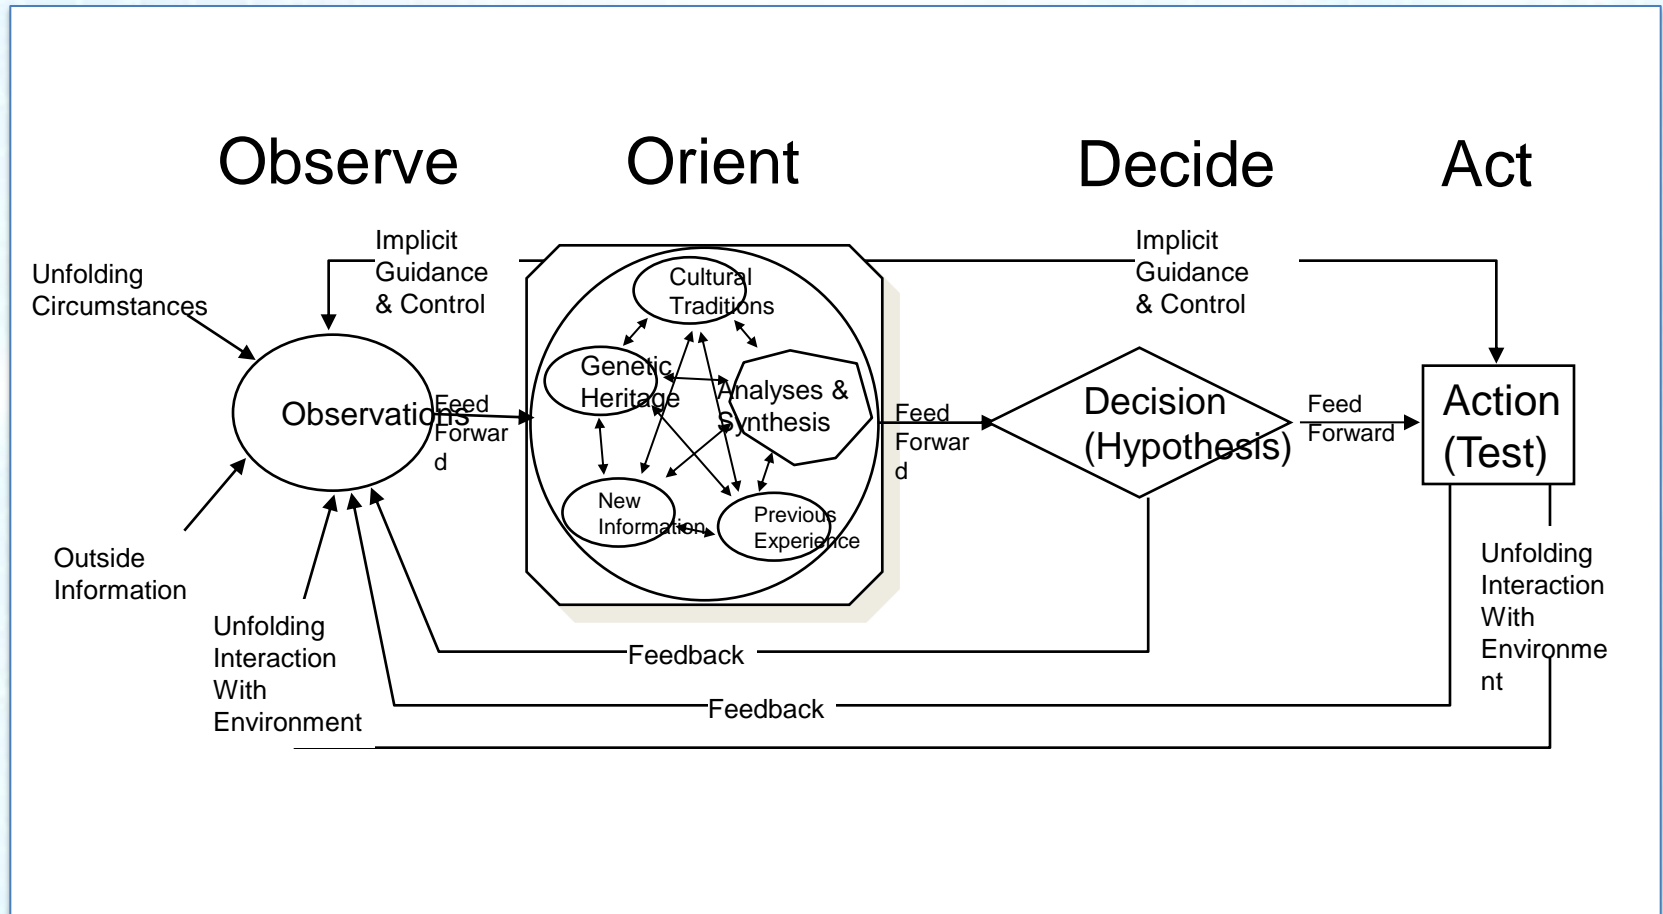 Observe
Orient
Decide
Act
Implicit
Guidance
& Control
Implicit
Guidance
& Control
Unfolding
Circumstances
Cultural
Traditions
Genetic
Heritage
Analyses &
Synthesis
New
Information
Previous
Experience
Observations
Feed
Forwar
d
Feed
Forwar
d
Decision
(Hypothesis)
Feed
Forward
Action
(Test)
Outside
Information
Unfolding
Interaction
With
Environment
Unfolding
Interaction
With
Environme
nt
Feedback
Feedback